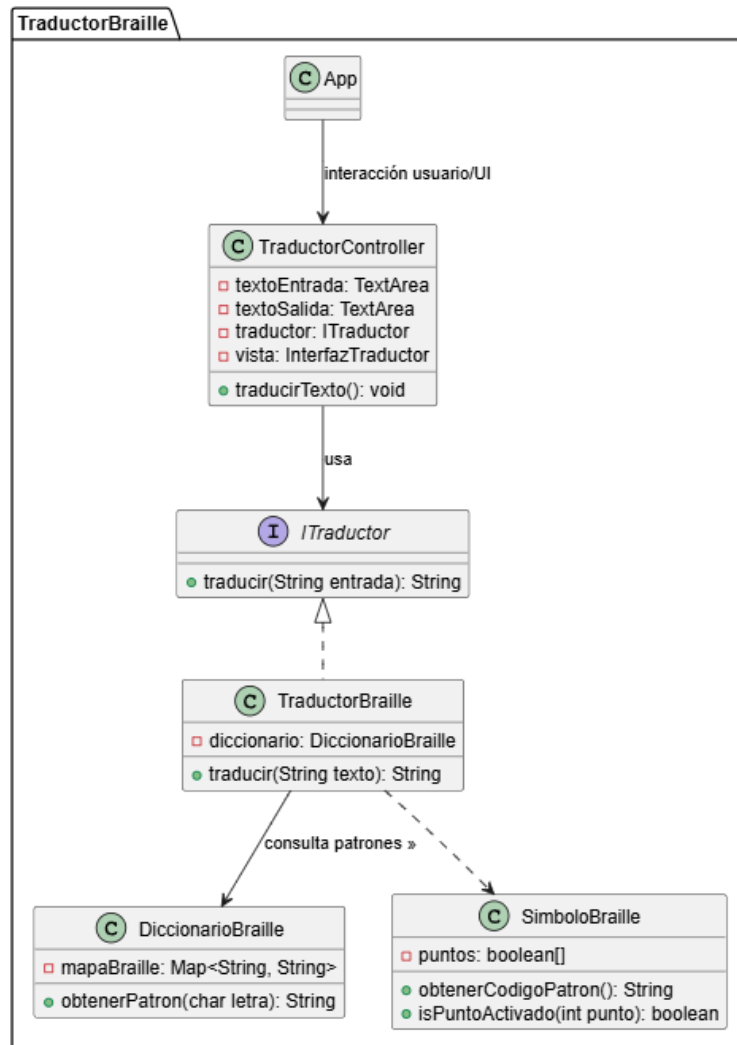 TraductorBraille
C App
interacción usuario/UI
C TraductorController
textoEntrada: TextArea
textoSalida: TextArea
traductor: ITraductor
vista: InterfazTraductor
traducirTexto(): void
usa
I ITraductor
traducir(String entrada): String
C TraductorBraille
diccionario: DiccionarioBraille
traducir(String texto): String
consulta patrones »
C DiccionarioBraille
mapaBraille: Map<String, String>
obtenerPatron(char letra): String
C SimboloBraille
puntos: boolean[]
obtenerCodigoPatron(): String
isPuntoActivado(int punto): boolean